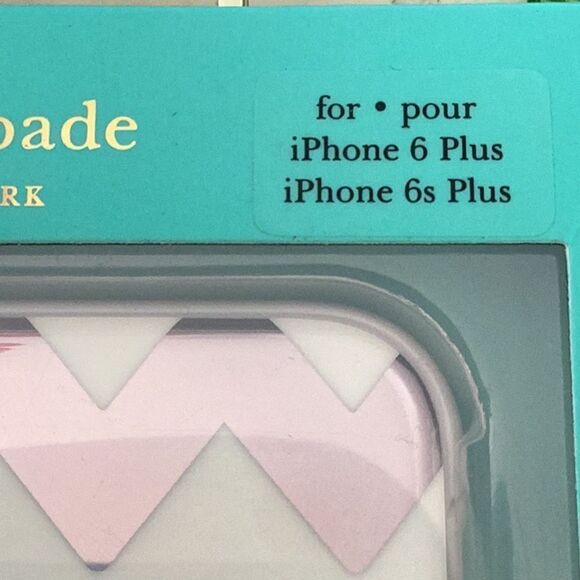 pade
RK
for • pour
iPhone 6 Plus
iPhone 6s Plus